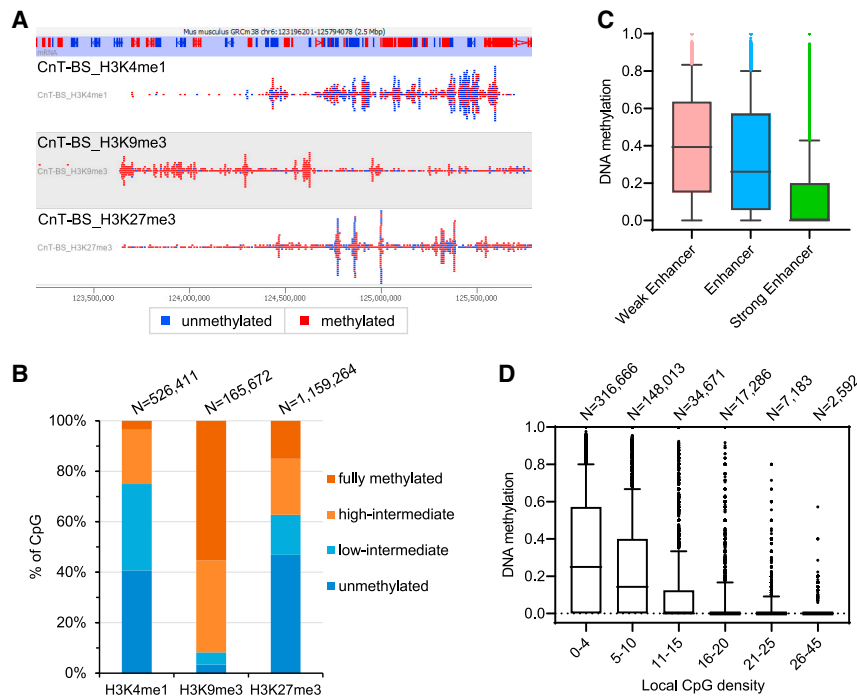 A
Mus musculus GRCm38 chr6:123196201-125794078 (2.5 Mbp)
mRNA
CnT-BS_H3K4me1
CnT-BS_H3K4me1
CnT-BS_H3K9me3
CnT-BS_H3K9me3
CnT-BS_H3K27me3
CnT-BS_H3K27me3
123,500,000 124,000,000 124,500,000 125,000,000 125,500,000
unmethylated methylated
B
N=526,411 N=165,672 N=1,159,264
100%
80%
60%
40%
20%
0%
% of CpG
H3K4me1 H3K9me3 H3K27me3
fully methylated
high-intermediate
low-intermediate
unmethylated
C
DNA methylation
1.0
0.8
0.6
0.4
0.2
0.0
Weak Enhancer
Enhancer
Strong Enhancer
D
N=316,666 N=148,013 N=34,671 N=17,286 N=7,183 N=2,592
DNA methylation
1.0
0.8
0.6
0.4
0.2
0.0
0-4 5-10 11-15 16-20 21-25 26-45
Local CpG density